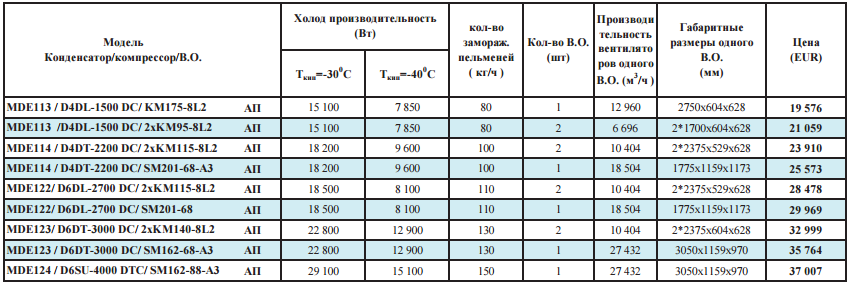 Модель
Конденсатор/компрессор/В.О.
Холод производительность
(Вт)
Tкип=-30⁰C
Tкип=-40⁰C
кол-во
замораж.
пельменей
( кг/ч )
Кол-во В.О.
(шт)
Производи
тельность
вентилято
ров одного
В.О. (м³/ч )
Габаритные
размеры одного
В.О.
(мм)
Цена
(EUR)
MDE113 / D4DL-1500 DC/ KM175-8L2 АП 15 100 7 850 80 1 12 960 2750x604x628 19 576
MDE113 /D4DL-1500 DC/ 2xKM95-8L2 АП 15 100 7 850 80 2 6 696 2*1700x604x628 21 059
MDE114 / D4DT-2200 DC/ 2xKM115-8L2 АП 18 200 9 600 100 2 10 404 2*2375x529x628 23 910
MDE114 / D4DT-2200 DC/ SM201-68-A3 АП 18 200 9 600 100 1 18 504 1775x1159x1173 25 573
MDE122/ D6DL-2700 DC/ 2xKM115-8L2 АП 18 500 8 100 110 2 10 404 2*2375x529x628 28 478
MDE122/ D6DL-2700 DC/ SM201-68 АП 18 500 8 100 110 1 18 504 1775x1159x1173 29 969
MDE123/ D6DT-3000 DC/ 2xKM140-8L2 АП 22 800 12 900 130 2 10 404 2*2375x604x628 32 999
MDE123 / D6DT-3000 DC/ SM162-68-A3 АП 22 800 12 900 130 1 27 432 3050x1159x970 35 764
MDE124 / D6SU-4000 DTC/ SM162-88-A3 АП 29 100 15 100 150 1 27 432 3050x1159x970 37 007